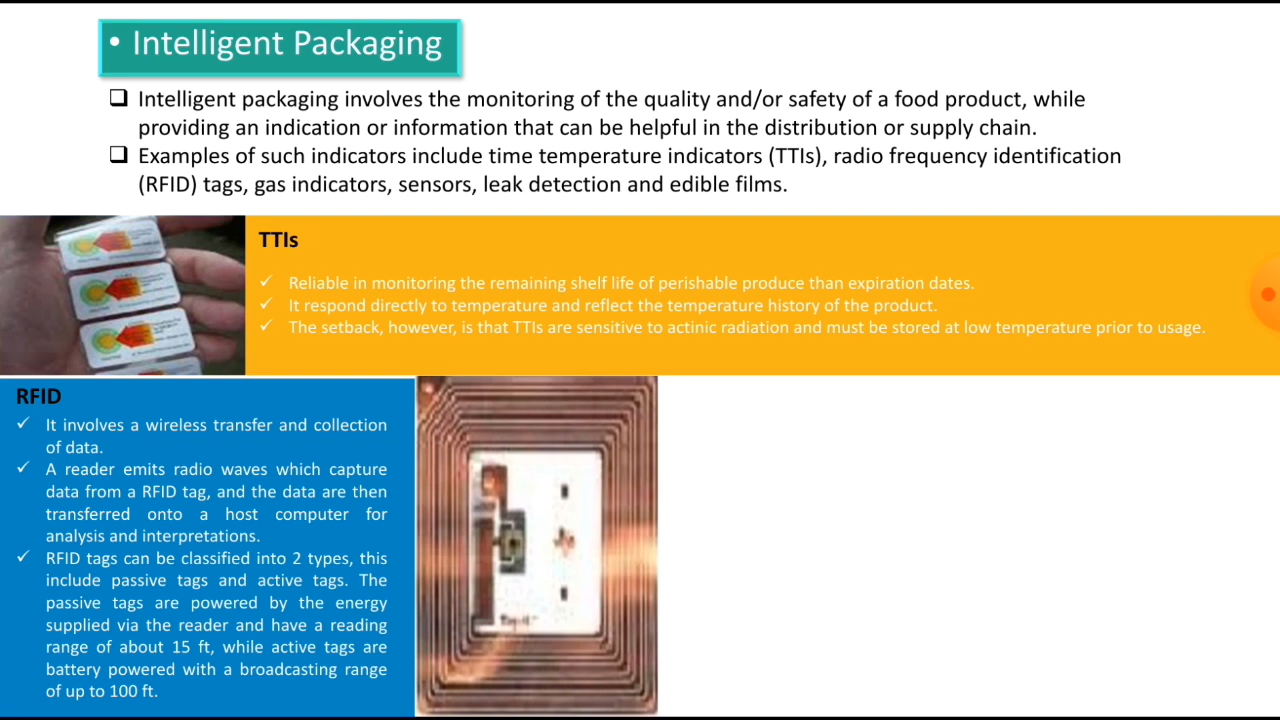 • Intelligent Packaging
❑ Intelligent packaging involves the monitoring of the quality and/or safety of a food product, while
providing an indication or information that can be helpful in the distribution or supply chain.
❑ Examples of such indicators include time temperature indicators (TTIs), radio frequency identification
(RFID) tags, gas indicators, sensors, leak detection and edible films.
TTIs
✓ Reliable in monitoring the remaining shelf life of perishable produce than expiration dates.
✓ It respond directly to temperature and reflect the temperature history of the product.
✓ The setback, however, is that TTIs are sensitive to actinic radiation and must be stored at low temperature prior to usage.
RFID
✓ It involves a wireless transfer and collection
of data.
✓ A reader emits radio waves which capture
data from a RFID tag, and the data are then
transferred onto a host computer for
analysis and interpretations.
✓ RFID tags can be classified into 2 types, this
include passive tags and active tags. The
passive tags are powered by the energy
supplied via the reader and have a reading
range of about 15 ft, while active tags are
battery powered with a broadcasting range
of up to 100 ft.